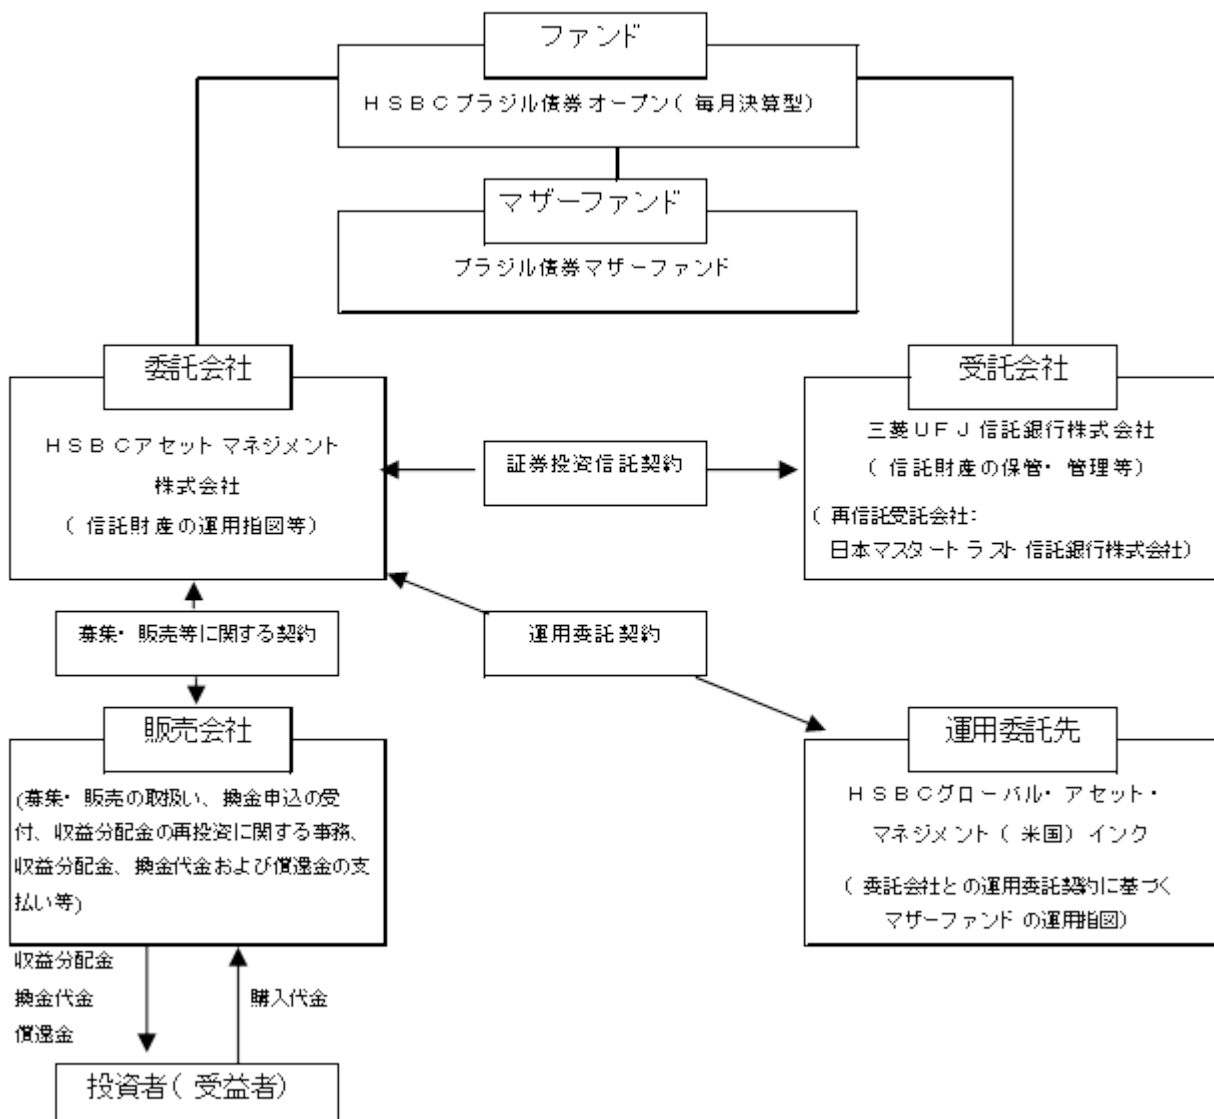 ファンド
ＨＳＢＣブラジル債券オープン(毎月決算型)
マザーファンド
ブラジル債券マザーファンド
委託会社
ＨＳＢＣアセットマネジメント
株式会社
(信託財産の運用指図等)
証券投資信託契約
受託会社
三菱ＵＦＪ信託銀行株式会社
(信託財産の保管・管理等)
(再信託受託会社：
日本マスタートラスト信託銀行株式会社)
募集・販売等に関する契約
運用委託契約
販売会社
(募集・販売の取扱い、換金申込の受
付、収益分配金の再投資に関する事務、
収益分配金、換金代金および償還金の支
払い等)
運用委託先
ＨＳＢＣグローバル・アセット・
マネジメント(米国)インク
(委託会社との運用委託契約に基づく
マザーファンドの運用指図)
収益分配金
換金代金
償還金
購入代金
投資者(受益者)